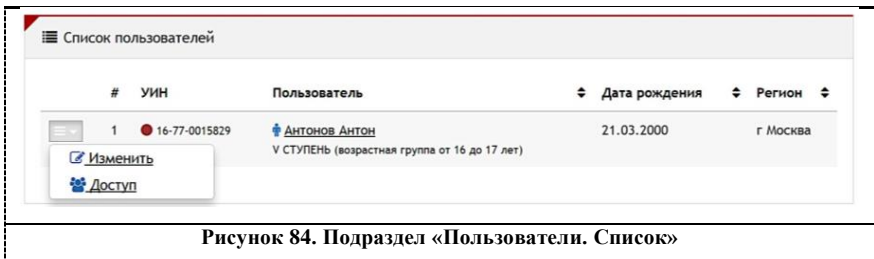 Список пользователей
# УИН Пользователь Дата рождения Регион
1 16-77-0015829 Антонов Антон 21.03.2000 г Москва
V СТУПЕНЬ (возрастная группа от 16 до 17 лет)
Изменить
Доступ
Рисунок 84. Подраздел «Пользователи. Список»